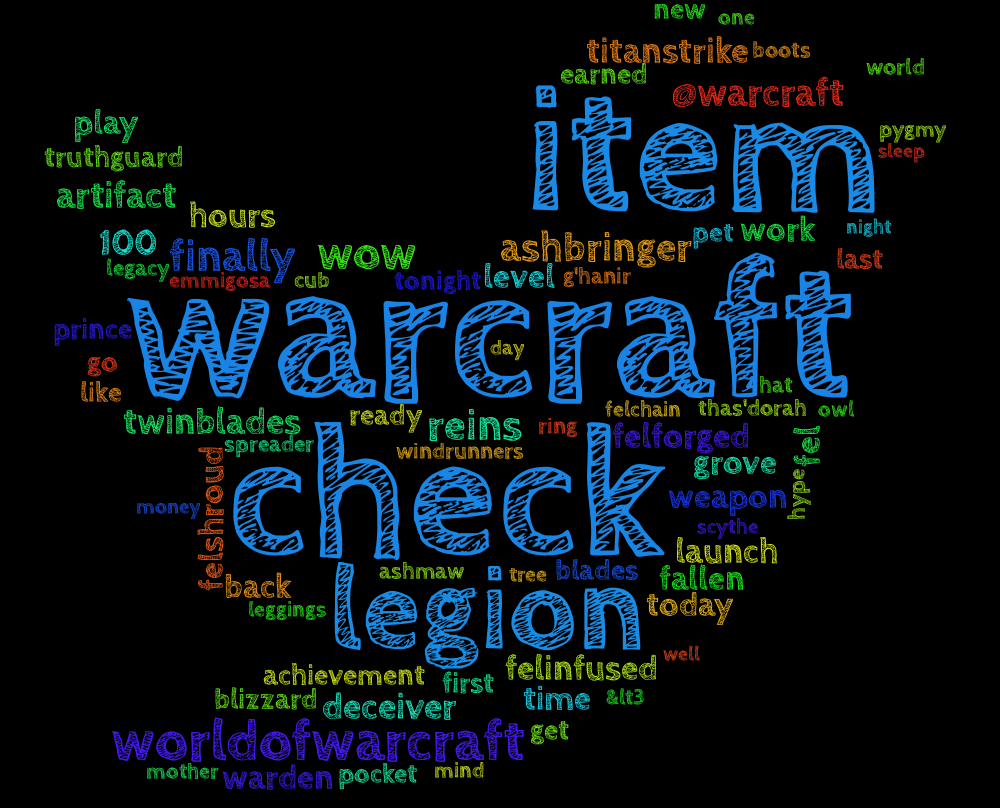 new one
titanstrike boots
earned world
@warcraft
item
play
pygmy
truthguard sleep
artifact
hours
100 finally wow ashbringer pet work night
legacy emmigosa cub tonight level g'hanir last
prince warcraft
day
go
like hat
twinblades ready reins ring felchain thas'dorah owl
spreader windrunners felforged fel
grove
felshroud check weapon hype
money scythe
launch
back ashmaw tree blades fallen
leggings legion today
well
achievement felinfused
blizzard first time &lt3
deceiver
worldofwarcraft get
mother warden pocket mind